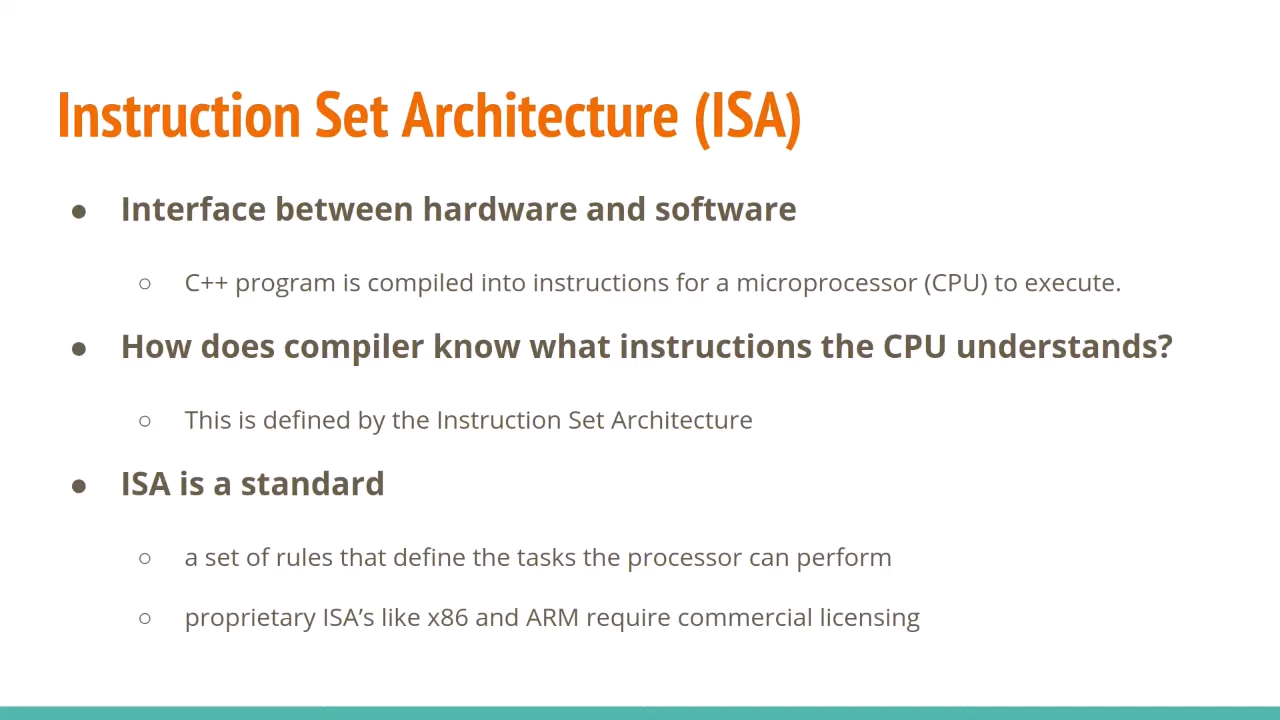 Instruction Set Architecture (ISA)
● Interface between hardware and software
○ C++ program is compiled into instructions for a microprocessor (CPU) to execute.
● How does compiler know what instructions the CPU understands?
○ This is defined by the Instruction Set Architecture
● ISA is a standard
○ a set of rules that define the tasks the processor can perform
○ proprietary ISA’s like x86 and ARM require commercial licensing